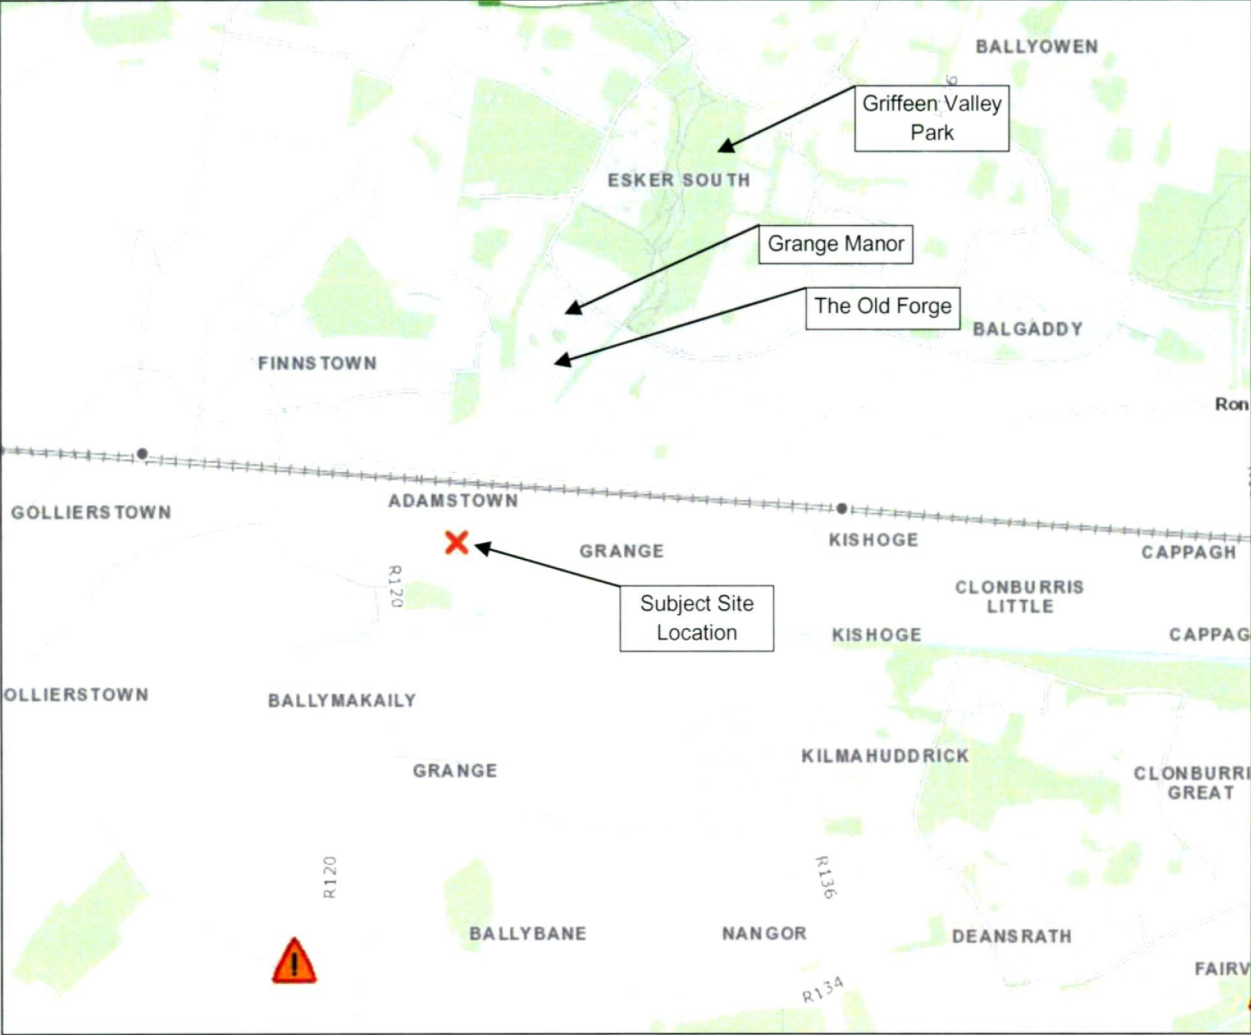 BALLYOWEN
Griffeen Valley
Park
ESKER SOUTH
Grange Manor
The Old Forge
BALGADDY
FINNSTOWN
Ron
ADAMSTOWN
GOLLIERSTOWN
KISHOGE
GRANGE
CAPPAGH
R120
CLONBURRIS
LITTLE
Subject Site
Location
KISHOGE
CAPPAG
OLLIERSTOWN
BALLYMAKAILY
KILMAHUDDRICK
GRANGE
CLONBURRI
GREAT
R120
R136
BALLYBANE
NANGOR
DEANSRATH
FAIRV
R134